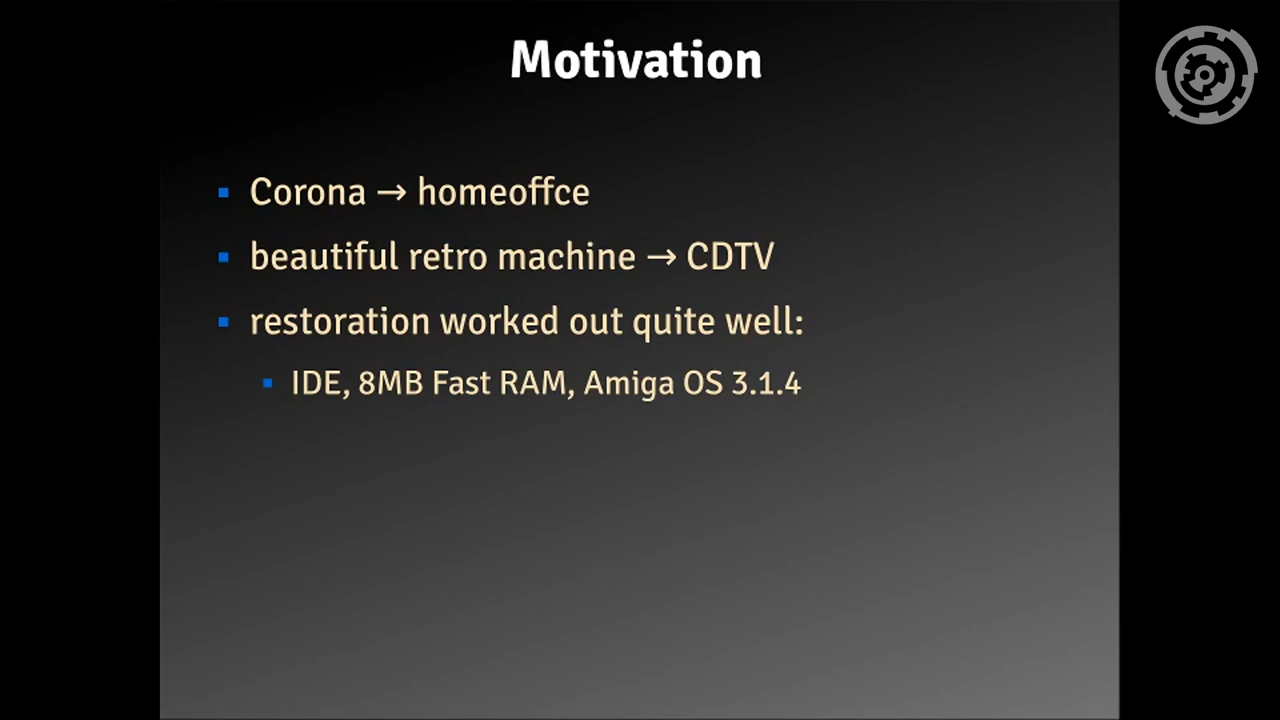 Motivation
Corona → homeoffce
beautiful retro machine → CDTV
restoration worked out quite well:
IDE, 8MB Fast RAM, Amiga OS 3.1.4